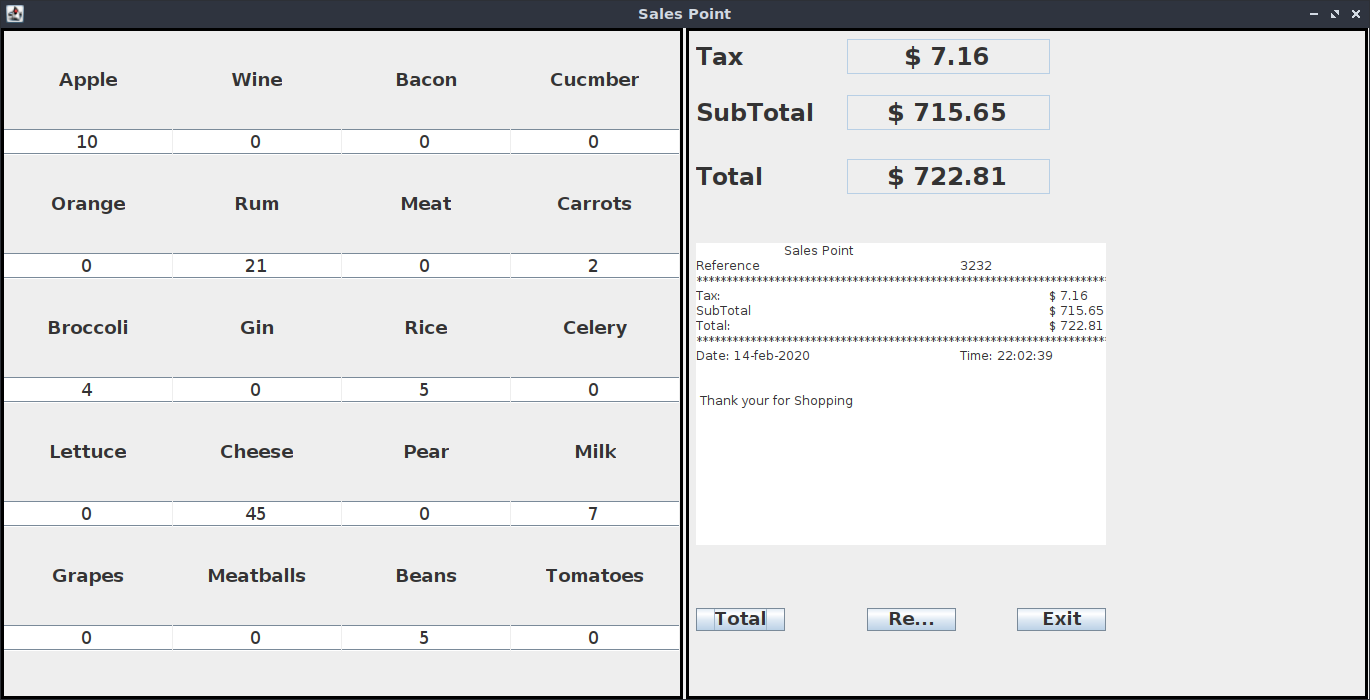 Sales Point
Apple Wine Bacon Cucmber
10 0 0 0
Orange Rum Meat Carrots
0 21 0 2
Broccoli Gin Rice Celery
4 0 5 0
Lettuce Cheese Pear Milk
0 45 0 7
Grapes Meatballs Beans Tomatoes
0 0 5 0
Tax $ 7.16
SubTotal $ 715.65
Total $ 722.81
Sales Point
Reference 3232
*********************************************************************
Tax: $ 7.16
SubTotal $ 715.65
Total: $ 722.81
*********************************************************************
Date: 14-feb-2020 Time: 22:02:39
Thank your for Shopping
Total Re... Exit